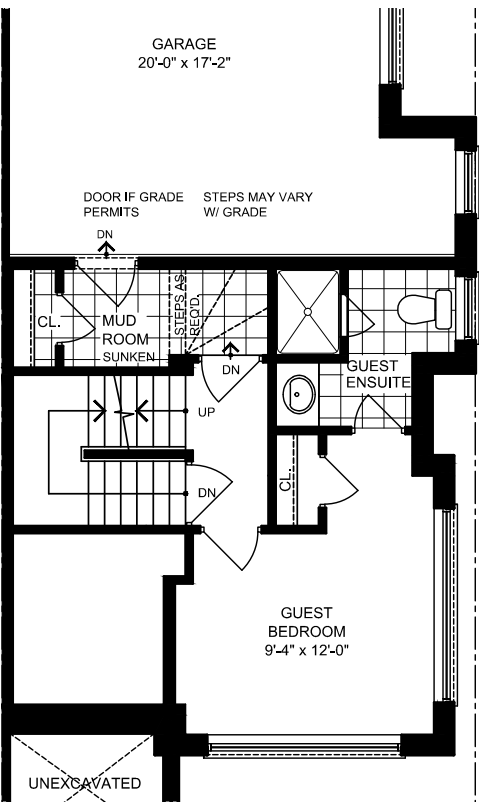 GARAGE
20'-0" x 17'-2"
DOOR IF GRADE
PERMITS
STEPS MAY VARY
W/ GRADE
DN
CL.
MUD
ROOM
SUNKEN
STEPS AS
REQ'D.
DN
GUEST
ENSUITE
UP
DN
CL.
GUEST
BEDROOM
9'-4" x 12'-0"
UNEXCAVATED